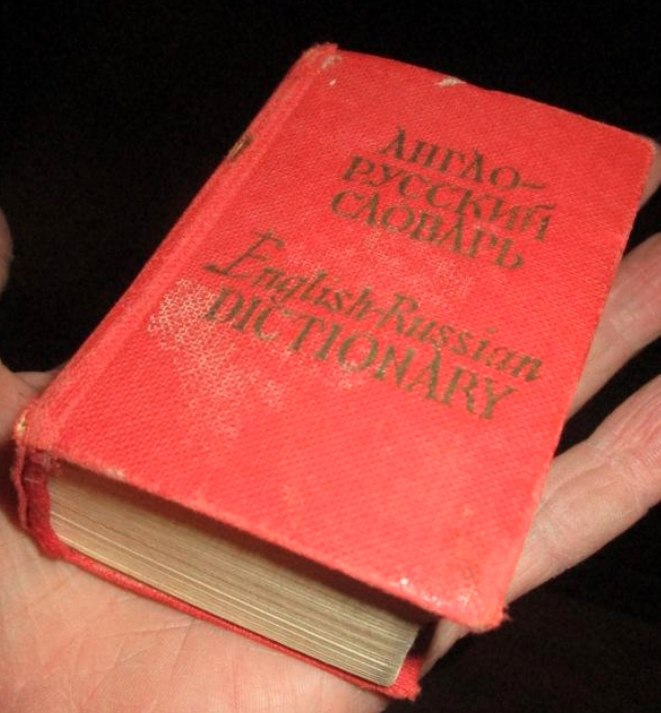 АНГЛО-
РУССКИЙ
СЛОВАРЬ
English-Russian
DICTIONARY